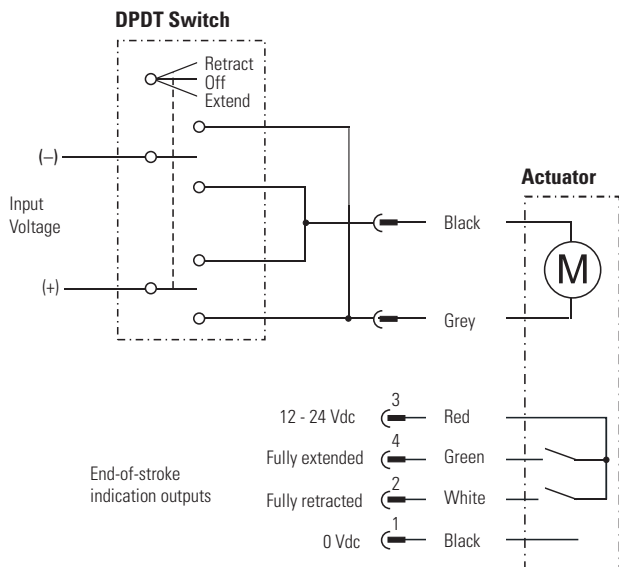 DPDT Switch
Retract
Off
Extend
(–)
Input
Voltage
(+)
Actuator
Black
M
Grey
12 - 24 Vdc 3 Red
Fully extended 4 Green
End-of-stroke
indication outputs
Fully retracted 2 White
0 Vdc 1 Black